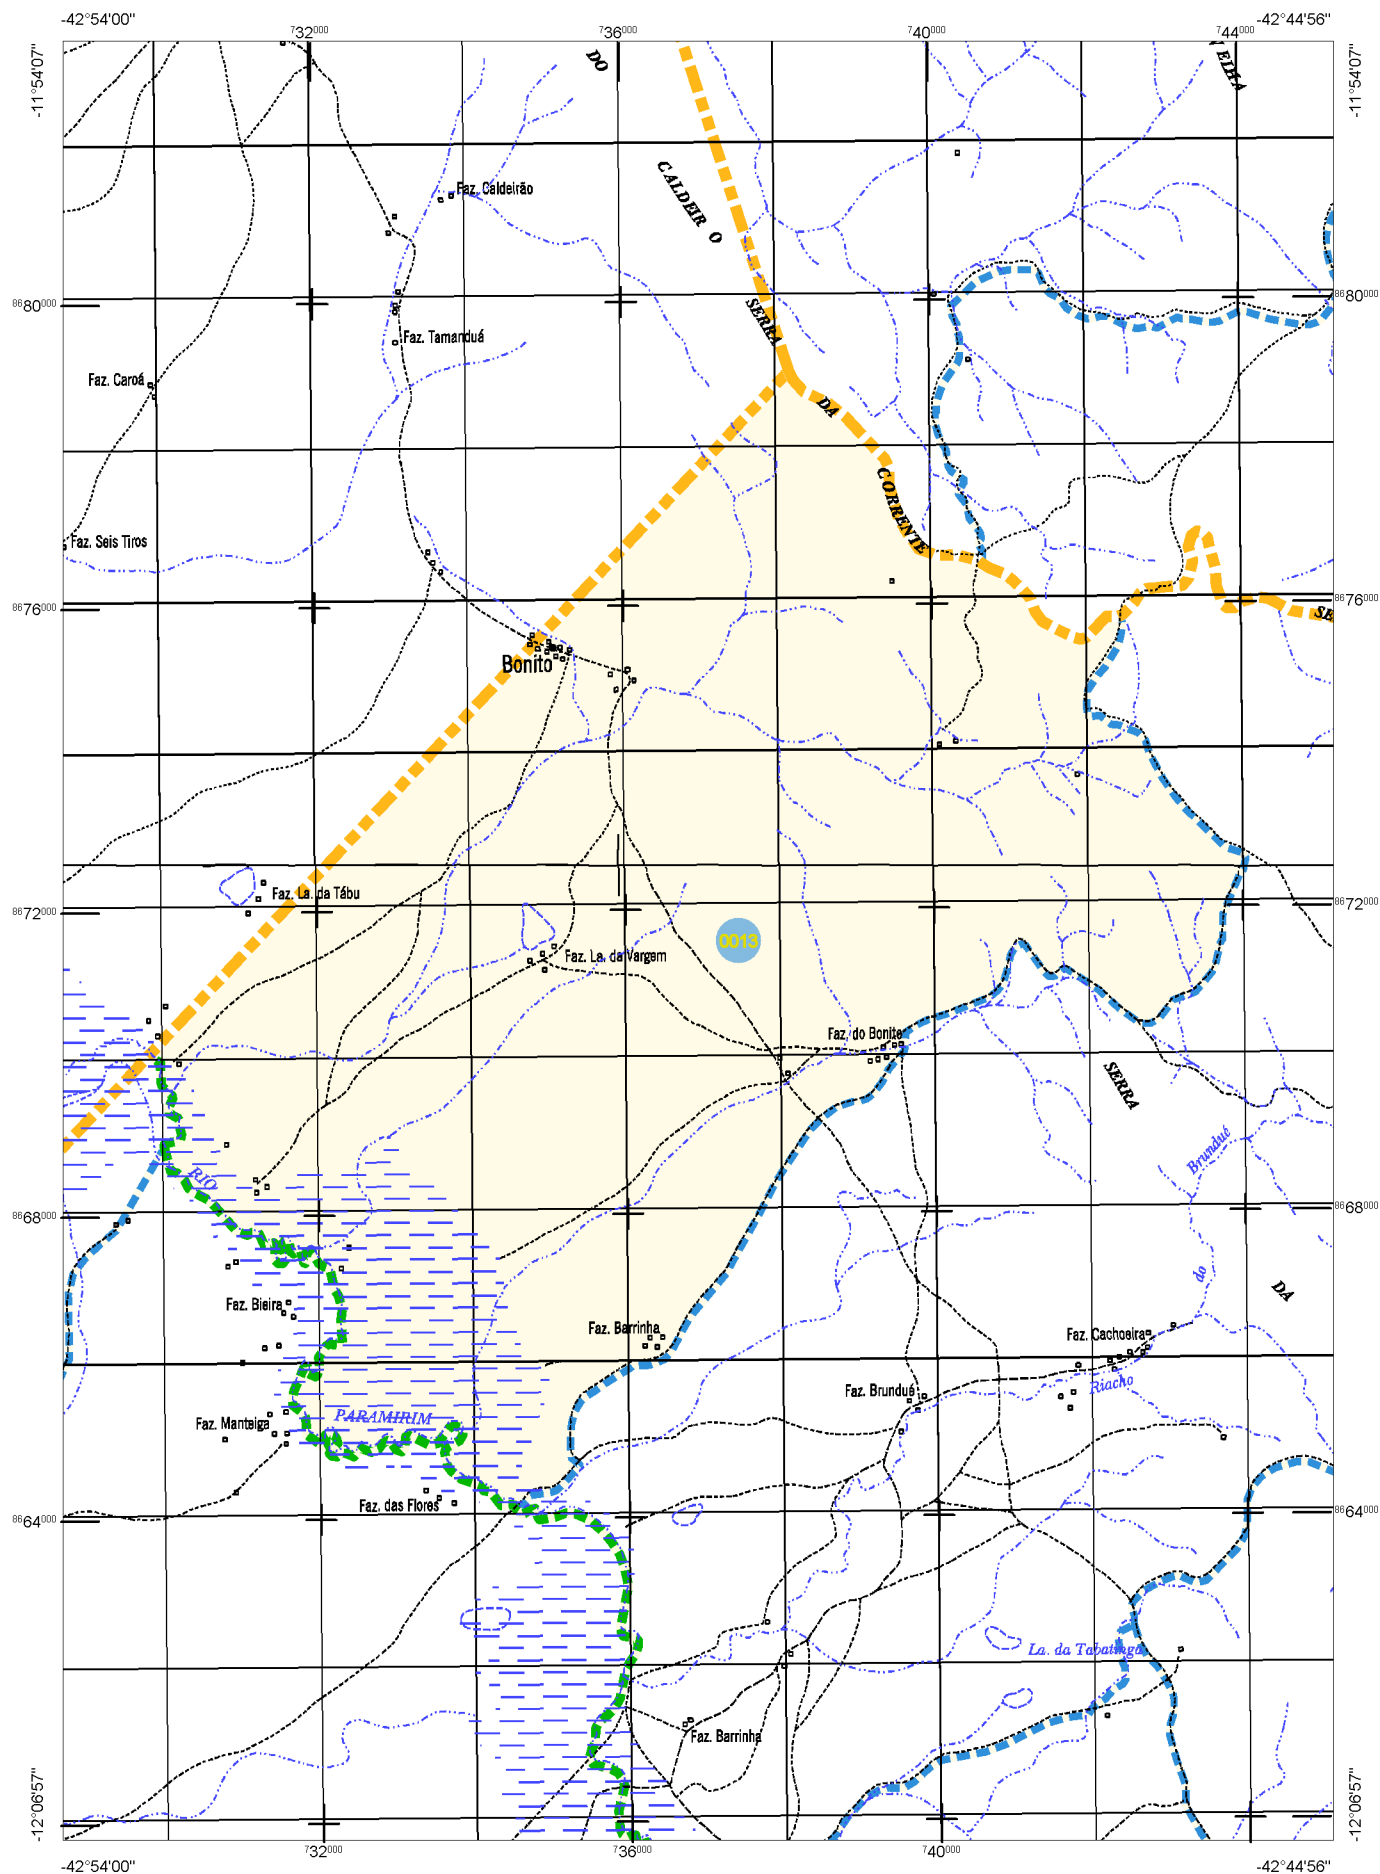 -42°54'00"
732000
736000
740000
744000
-42°44'56"
-11°54'07"
-11°54'07"
DO
Faz. Caldeirão
CALDEIR O
8680000
8680000
SERRA
Faz. Tamanduá
Faz. Caroá
DA
CORRENTE
Faz. Seis Tiros
8676000
8676000
SE
Bonito
Faz. La. da Tábu
8672000
8672000
0013
Faz. La. da Vargem
Faz. do Bonito
SERRA
Brundué
RIO
8668000
8668000
do
DA
Faz. Bieira
Faz. Barrinha
Faz. Cachoeira
Riacho
Faz. Brundué
PARAMIRIM
Faz. Manteiga
Faz. das Flores
8664000
8664000
La. da Tabatinga
Faz. Barrinha
-12°06'57"
-12°06'57"
732000
736000
740000
-42°54'00"
-42°44'56"